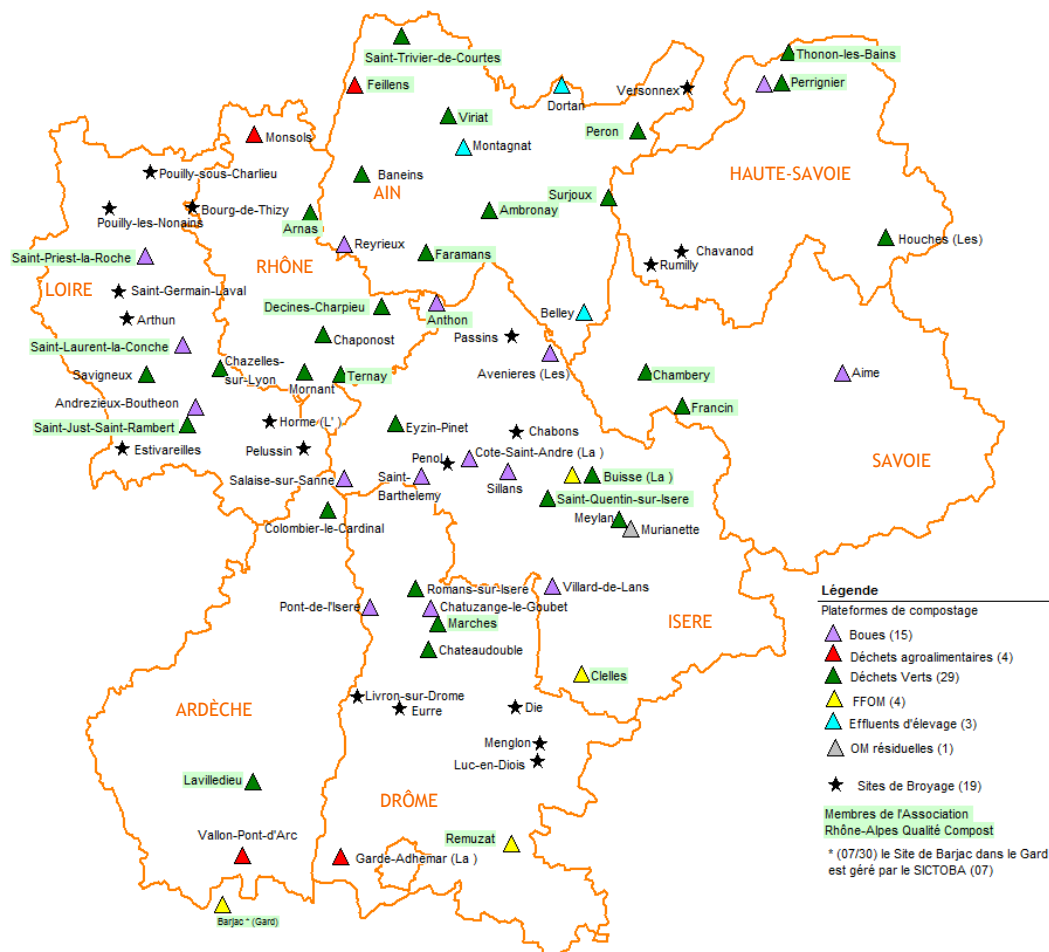 Saint-Trivier-de-Courtes
Thonon-les-Bains
Feillens
Dortan
Versonnex
Perrignier
Viriat
Peron
Monsols
Montagnat
Pouilly-sous-Charlieu
Baneins
AIN
HAUTE-SAVOIE
Surjoux
Bourg-de-Thizy
Pouilly-les-Nonains
Arnas
Ambronay
Reyrieux
Houches (Les)
Saint-Priest-la-Roche
RHÔNE
Faramans
Chavanod
Rumilly
LOIRE
Saint-Germain-Laval
Decines-Charpieu
Anthon
Belley
Arthun
Chaponost
Passins
Saint-Laurent-la-Conche
Avenieres (Les)
Savigneux
Chazelles-
sur-Lyon
Mornant
Ternay
Chambery
Aime
Andrezieux-Boutheon
Francin
Saint-Just-Saint-Rambert
Horme (L' )
Eyzin-Pinet
Chabons
Estivareilles
Pelussin
Penol
Cote-Saint-Andre (La )
SAVOIE
Salaise-sur-Sanne
Saint-
Barthelemy
Sillans
Buisse (La )
Saint-Quentin-sur-Isere
Colombier-le-Cardinal
Meylan
Murianette
Romans-sur-Isere
Villard-de-Lans
Pont-de-l'Isere
Chatuzange-le-Goubet
Marches
ISERE
Chateaudouble
Clelles
Livron-sur-Drome
Eurre
Die
ARDÈCHE
Menglon
Luc-en-Diois
Lavilledieu
DRÔME
Vallon-Pont-d'Arc
Remuzat
Garde-Adhemar (La )
Barjac * (Gard)
Légende
Plateformes de compostage
Boues (15)
Déchets agroalimentaires (4)
Déchets Verts (29)
FFOM (4)
Effluents d'élevage (3)
OM résiduelles (1)
Sites de Broyage (19)
Membres de l'Association
Rhône-Alpes Qualité Compost
* (07/30) le Site de Barjac dans le Gard
est géré par le SICTOBA (07)